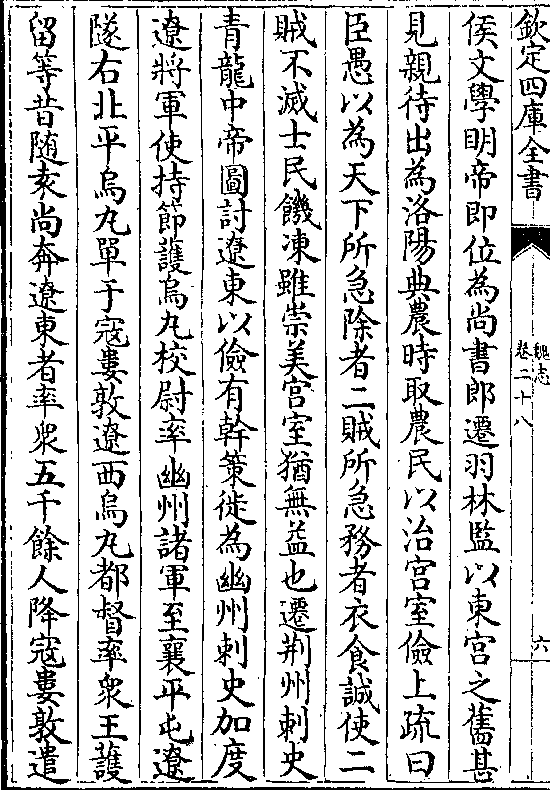 欽定四庫全書
魏志
卷二十八
六
侯文學明帝即位為尚書郎遷羽林監以東宮之舊甚
見親待出為洛陽典農時取農民以治宮室儉上疏曰
臣愚以為天下所急除者二賊所急務者衣食誠使二
賊不滅士民饑凍雖崇美宮室猶無益也遷荆州刺史
青龍中帝圖討遼東以儉有幹策徙為幽州刺史加度
遼將軍使持節護烏丸校尉率幽州諸軍至襄平屯遼
隧右北平烏丸單于寇婁敦遼西烏丸都督率衆王護
留等昔隨袁尚奔遼東者率衆五千餘人降寇婁敦遣